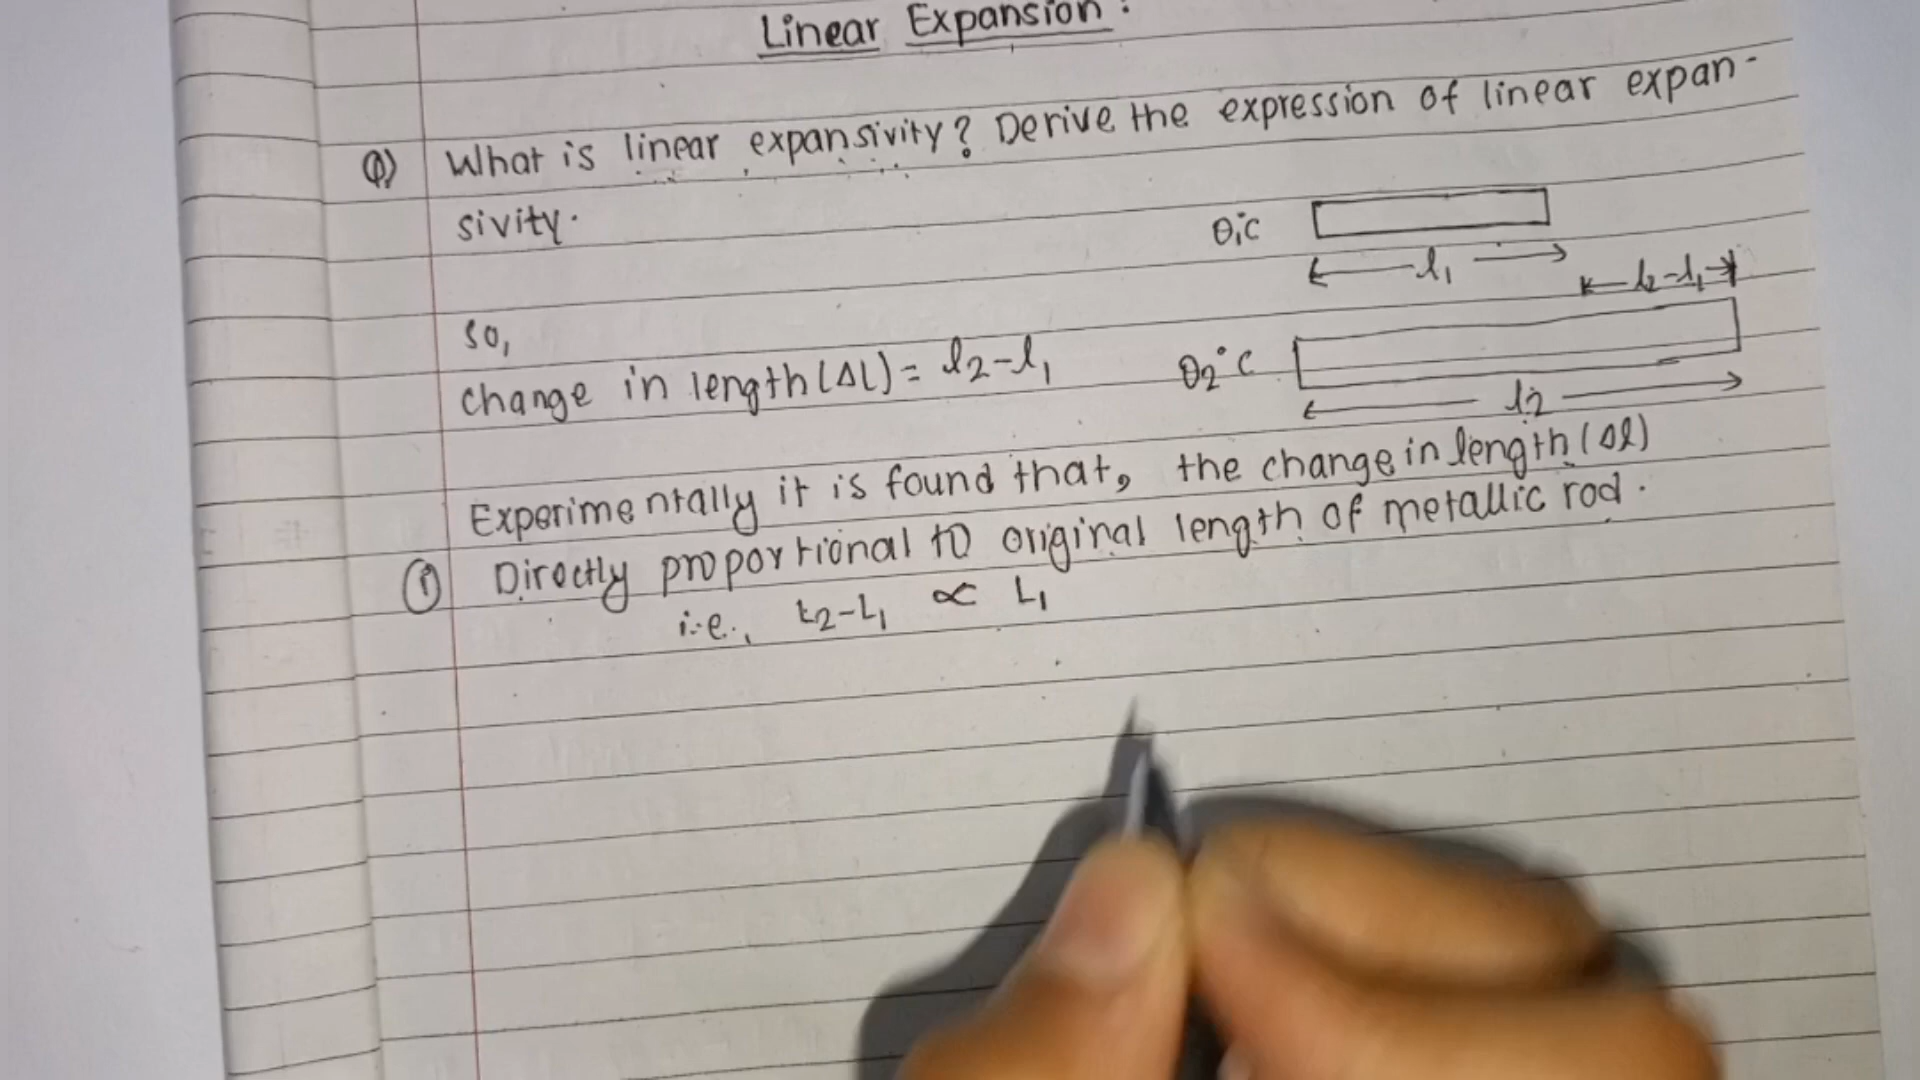 Linear Expansion:
Q) What is linear expansivity? Derive the expression of linear expan-
sivity.
θ₁°C
l₁
l₂-l₁
so,
change in length (Δl) = l₂-l₁
θ₂°C
l₂
Experimentally it is found that, the change in length (Δl)
① Directly proportional to original length of metallic rod.
i.e., L₂-L₁ ∝ L₁